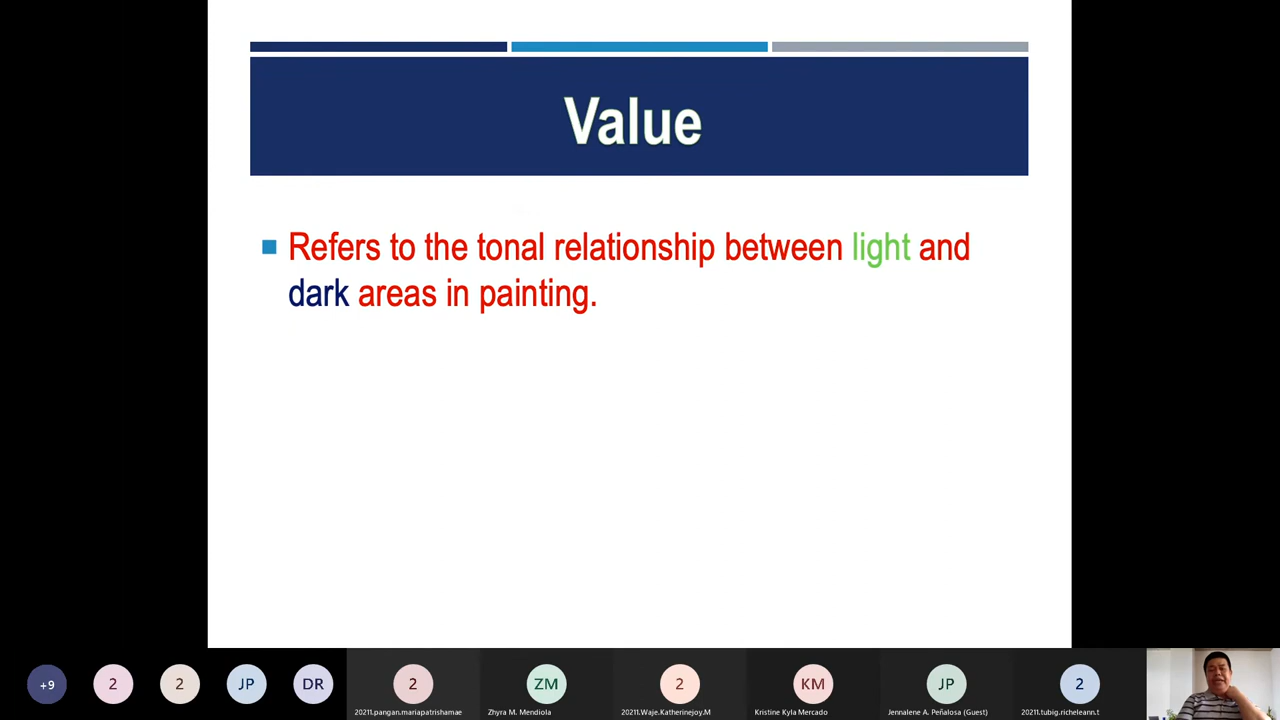 Value
Refers to the tonal relationship between light and
dark areas in painting.
+9
2
2
JP
DR
2
ZM
2
KM
JP
2
20211.pangan.mariapatrishamae
Zhyra M. Mendiola
20211.Waje.Katherinejoy.M
Kristine Kyla Mercado
Jennalene A. Peñalosa (Guest)
20211.tubig.richeleann.t